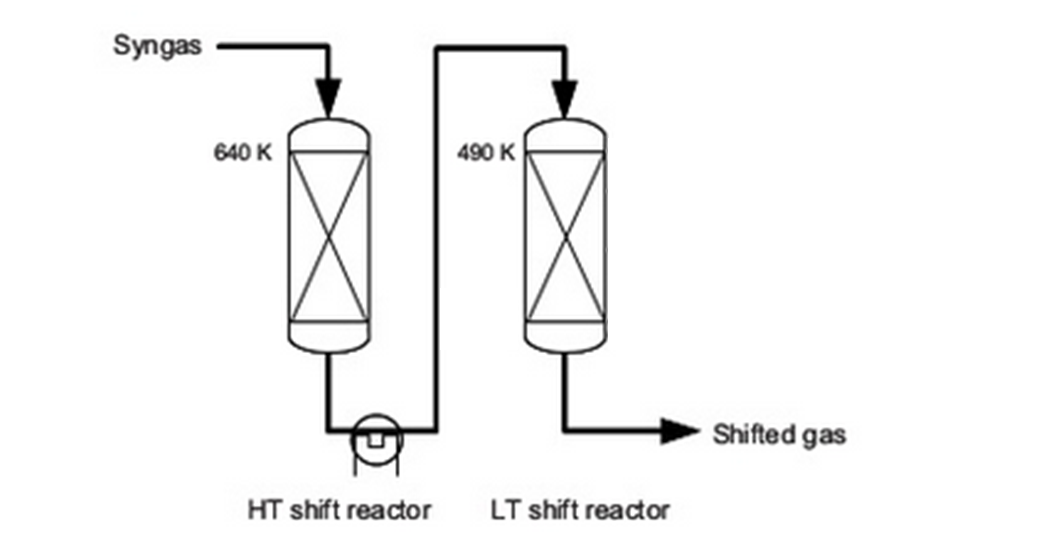 Syngas
640 K
490 K
Shifted gas
HT shift reactor
LT shift reactor